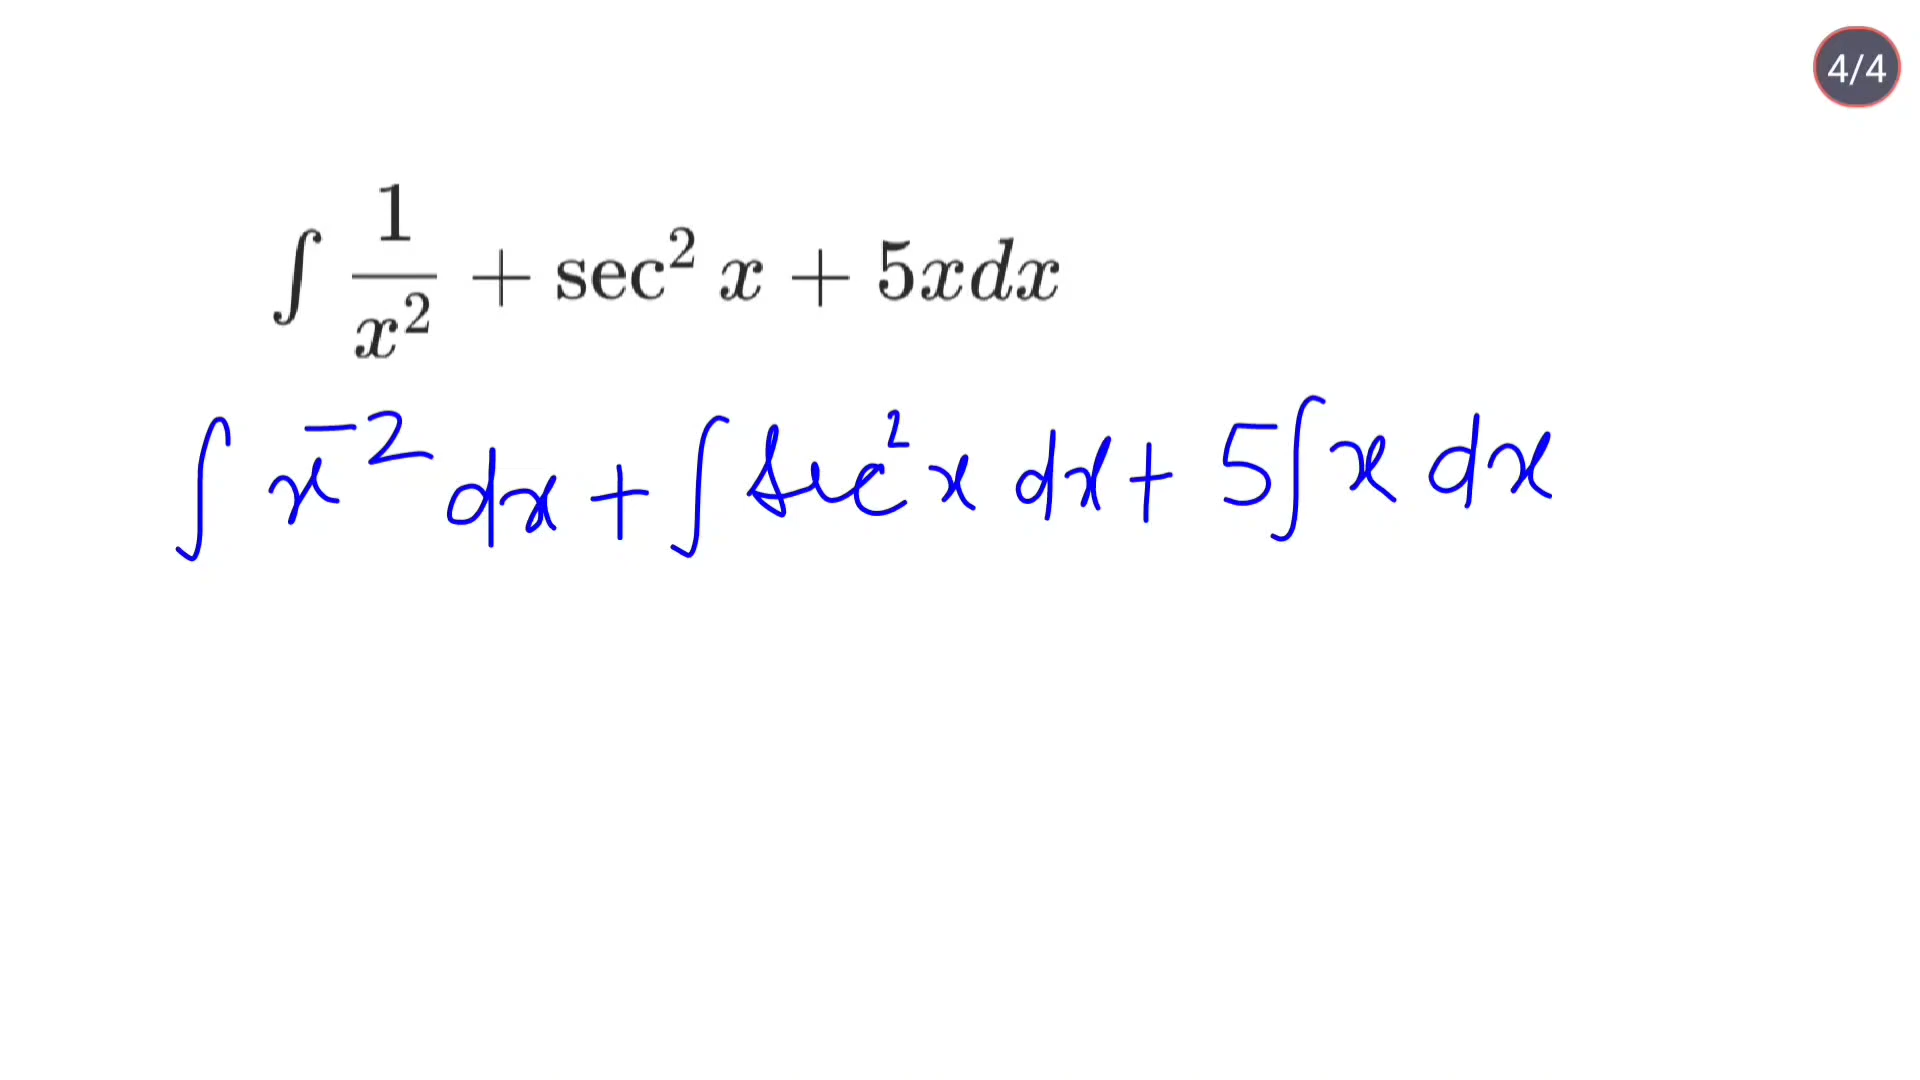 4/4
∫ 1/x² + sec² x + 5xdx
∫ x⁻² dx + ∫ sec² x dx + 5∫ x dx